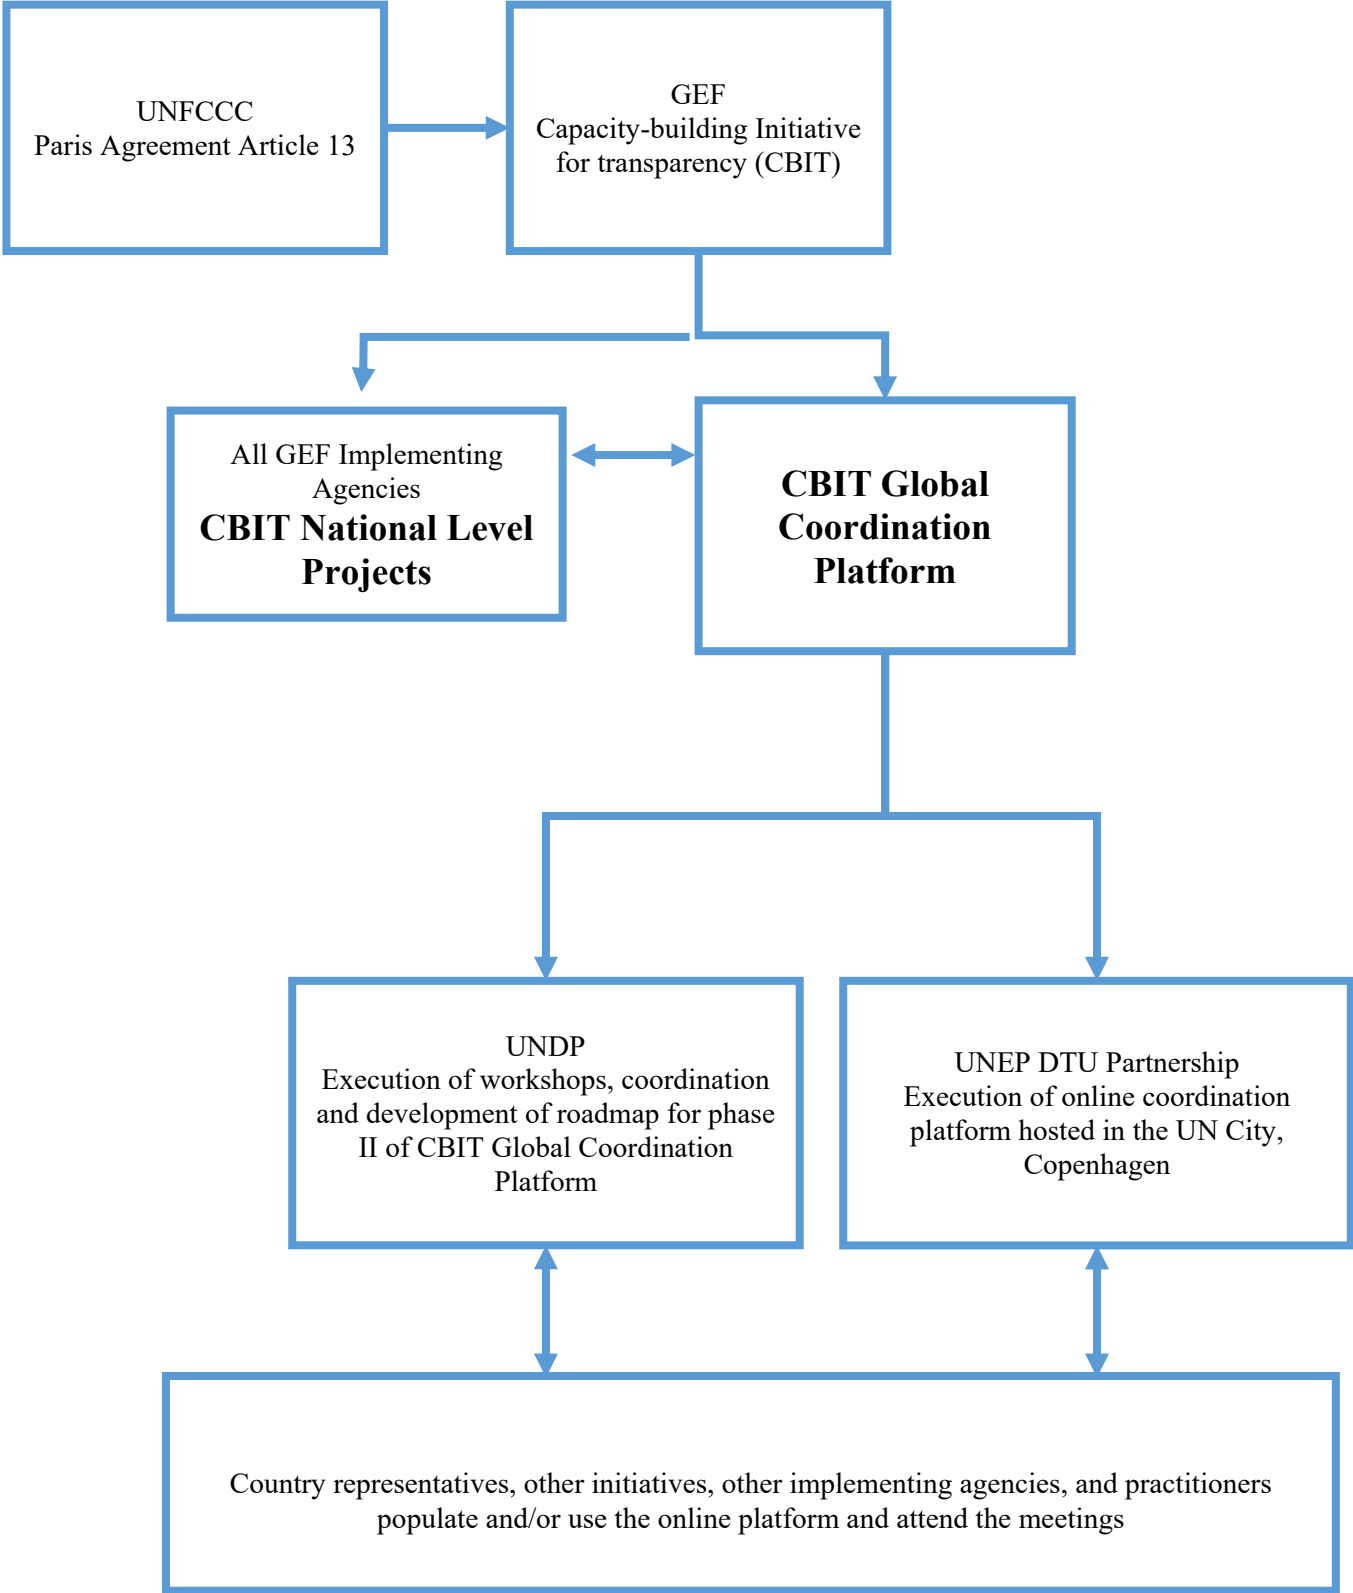 UNFCCC
Paris Agreement Article 13
GEF
Capacity-building Initiative
for transparency (CBIT)
All GEF Implementing
Agencies
CBIT National Level
Projects
CBIT Global
Coordination
Platform
UNDP
Execution of workshops, coordination
and development of roadmap for phase
II of CBIT Global Coordination
Platform
UNEP DTU Partnership
Execution of online coordination
platform hosted in the UN City,
Copenhagen
Country representatives, other initiatives, other implementing agencies, and practitioners
populate and/or use the online platform and attend the meetings